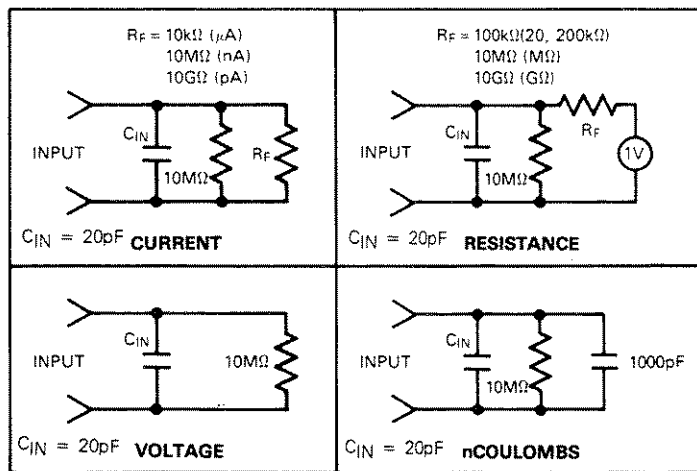 RF = 10kΩ (μA)
10MΩ (nA)
10GΩ (pA)
INPUT
CIN
10MΩ
RF
CIN = 20pF CURRENT
RF = 100kΩ(20, 200kΩ)
10MΩ (MΩ)
10GΩ (GΩ)
INPUT
CIN
10MΩ
RF
1V
CIN = 20pF RESISTANCE
INPUT
CIN
10MΩ
CIN = 20pF VOLTAGE
INPUT
CIN
10MΩ
1000pF
CIN = 20pF nCOULOMBS